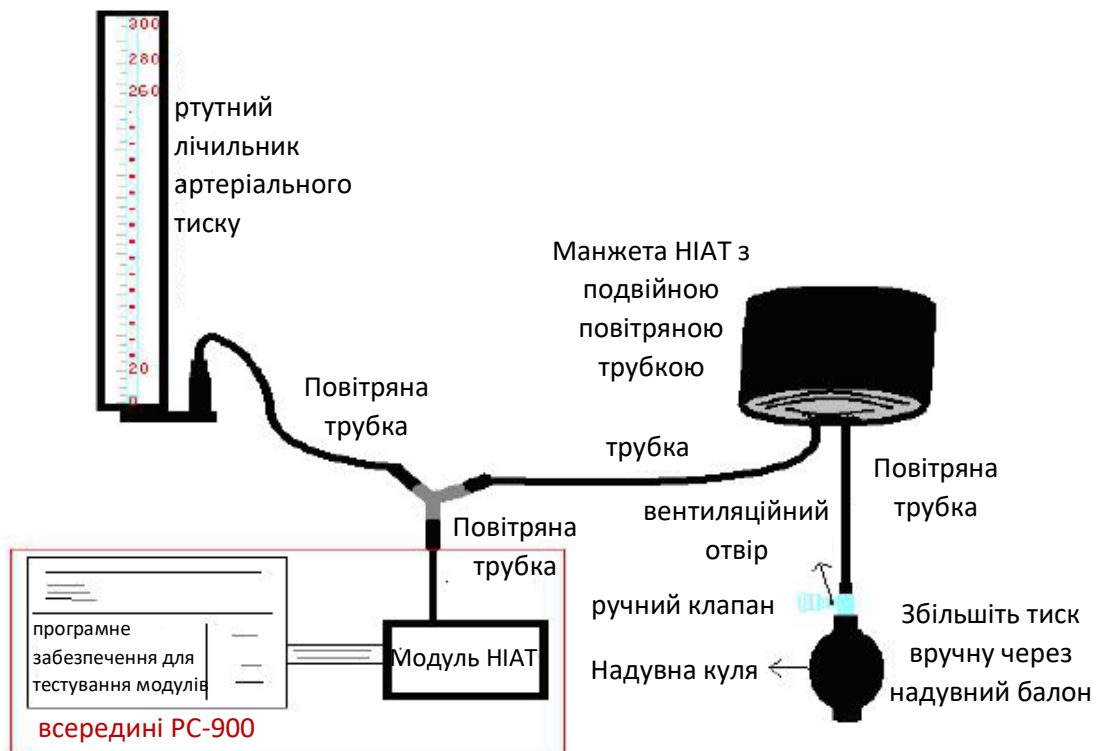 300
280
260
ртутний
лічильник
артеріального
тиску
20
0
Манжета НІАТ з
подвійною
повітряною
трубкою
Повітряна
трубка
трубка
Повітряна
трубка
вентиляційний
отвір
Повітряна
трубка
ручний клапан
Надувна куля
Збільшіть тиск
вручну через
надувний балон
програмне
забезпечення для
тестування модулів
Модуль НІАТ
всередині PC-900